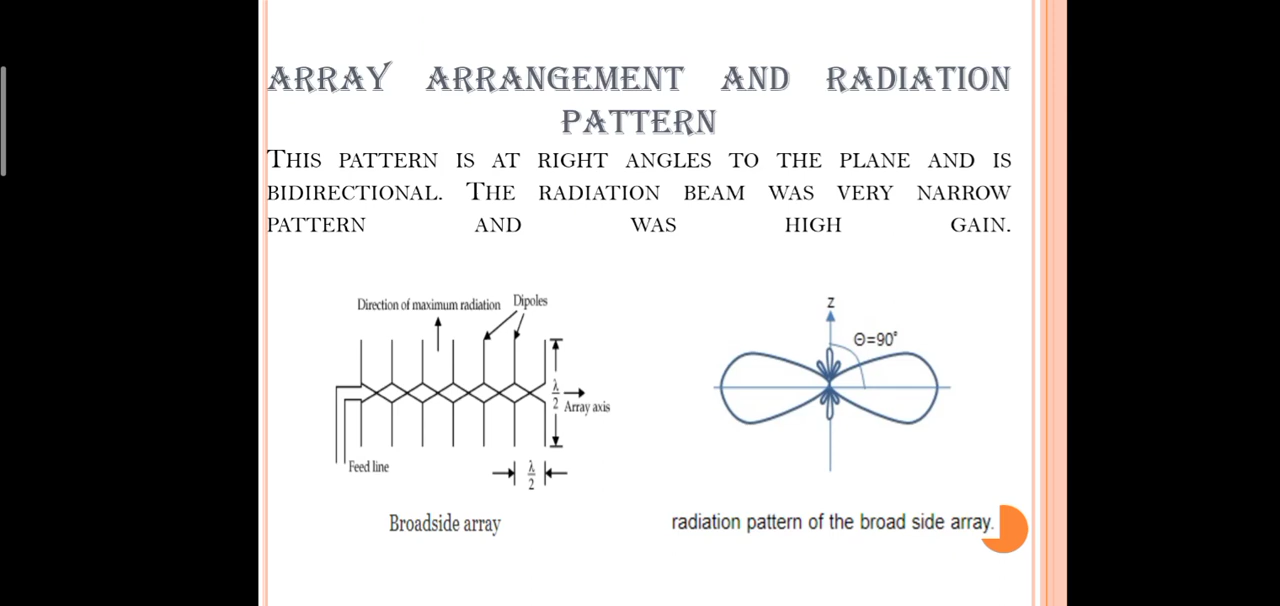 ARRAY ARRANGEMENT AND RADIATION
PATTERN
THIS PATTERN IS AT RIGHT ANGLES TO THE PLANE AND IS
BIDIRECTIONAL. THE RADIATION BEAM WAS VERY NARROW
PATTERN AND WAS HIGH GAIN.
Direction of maximum radiation
Dipoles
λ
2
Array axis
Feed line
λ
2
Broadside array
z
Θ=90°
radiation pattern of the broad side array.